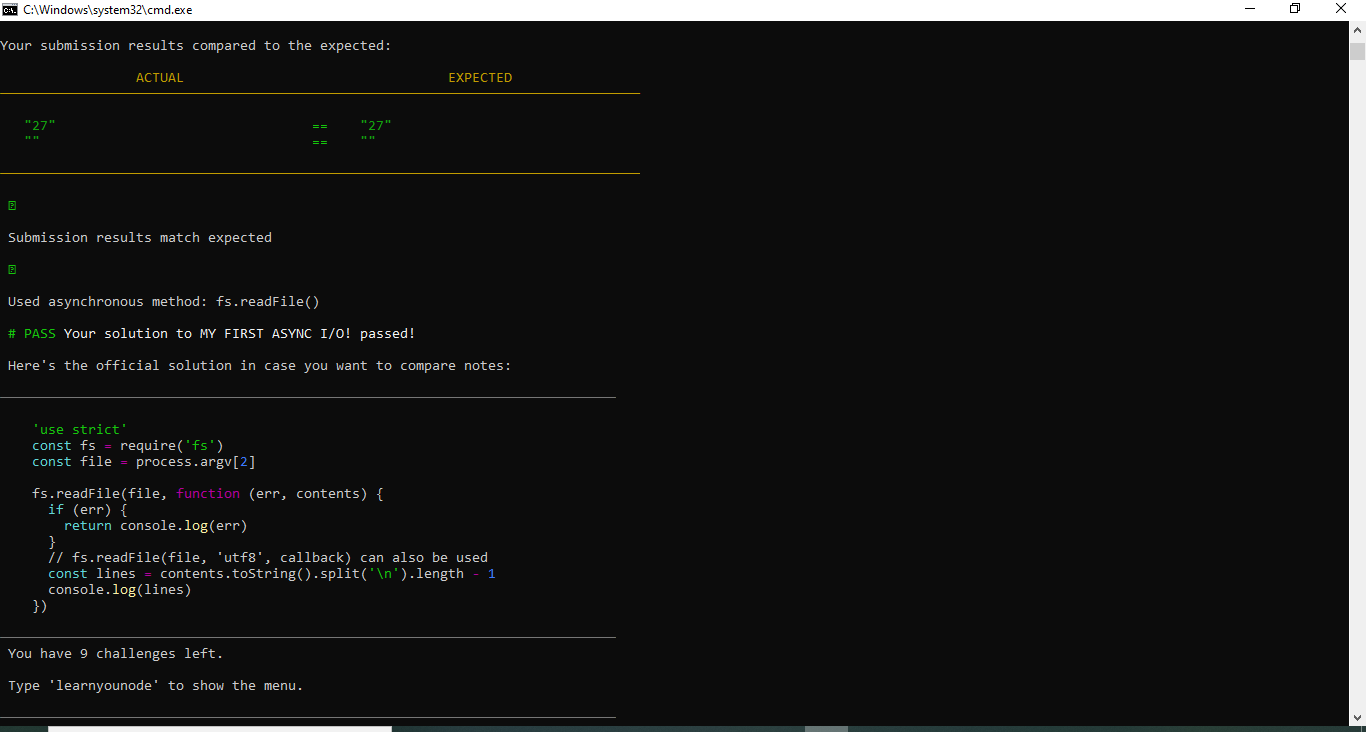 C:\Windows\system32\cmd.exe
Your submission results compared to the expected:
ACTUAL EXPECTED
"27" == "27"
"" == ""
Submission results match expected
Used asynchronous method: fs.readFile()
# PASS Your solution to MY FIRST ASYNC I/O! passed!
Here's the official solution in case you want to compare notes:
'use strict'
const fs = require('fs')
const file = process.argv[2]
fs.readFile(file, function (err, contents) {
if (err) {
return console.log(err)
}
// fs.readFile(file, 'utf8', callback) can also be used
const lines = contents.toString().split('\n').length - 1
console.log(lines)
})
You have 9 challenges left.
Type 'learnyounode' to show the menu.